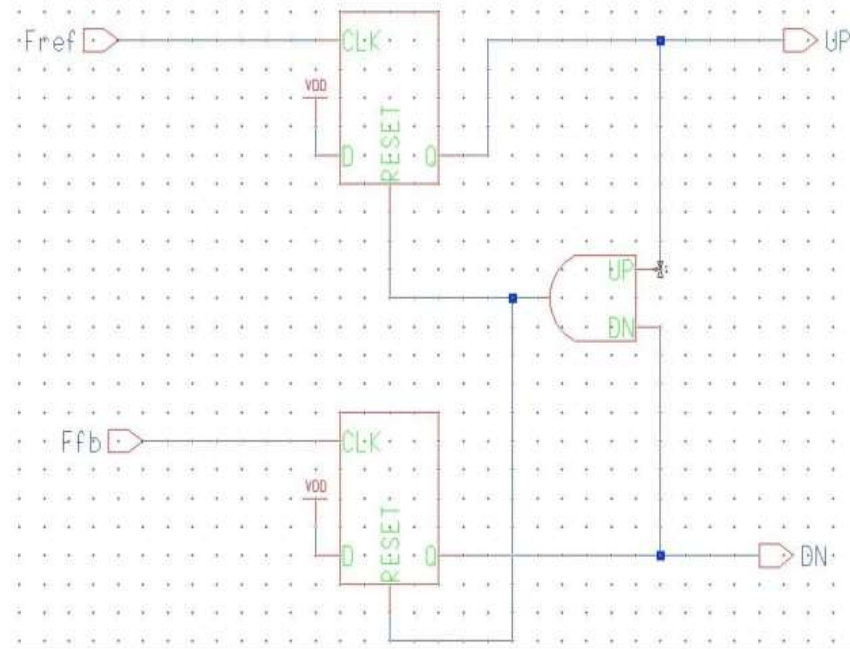 Fref
CLK
UP
VDD
D
RESET
Q
UP
DN
Ffb
CLK
VDD
D
RESET
Q
DN